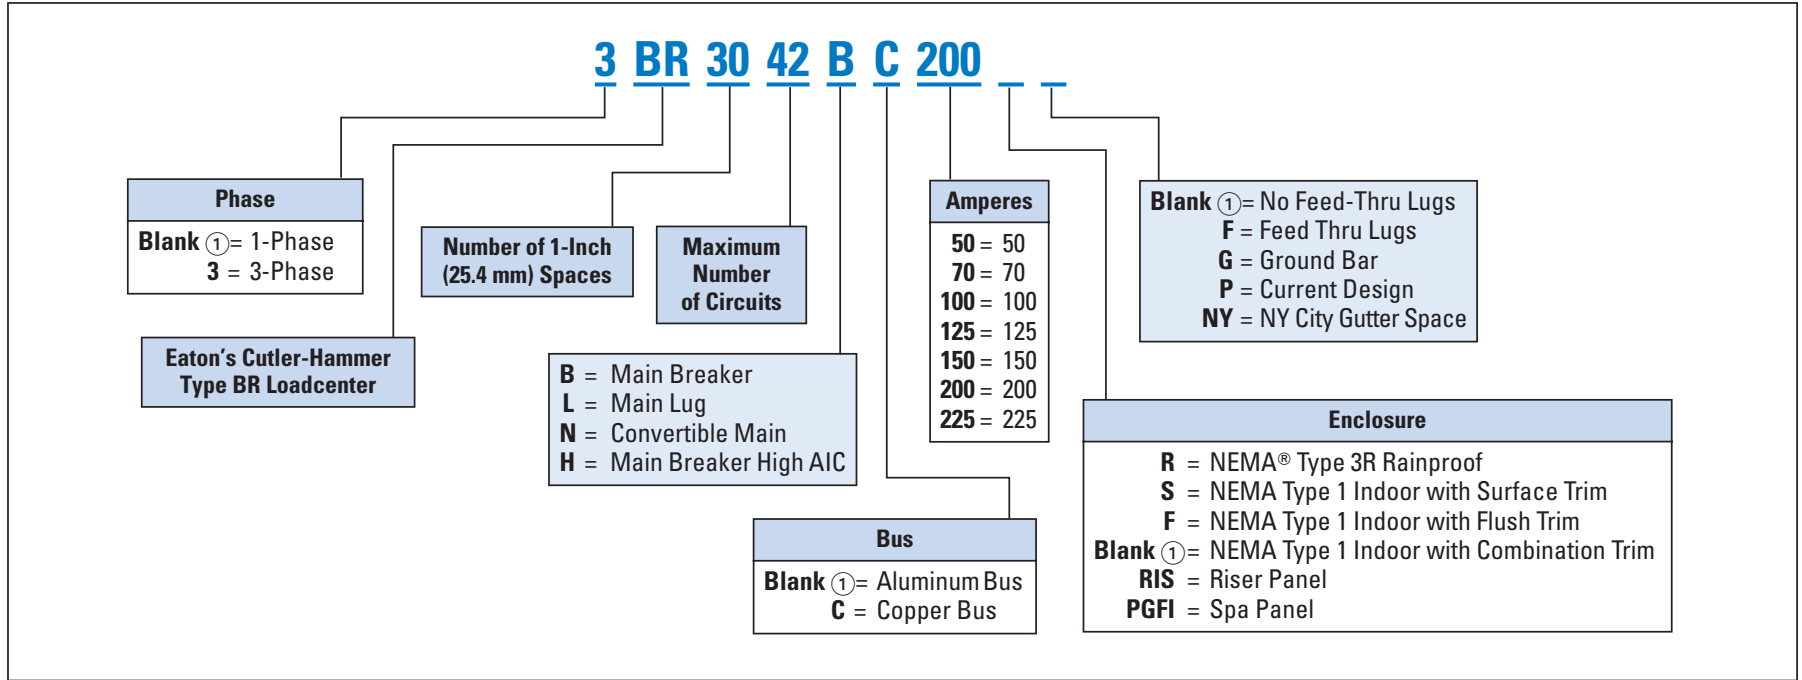 3 BR 30 42 B C 200 _ _
Phase
Blank ①= 1-Phase
3 = 3-Phase
Eaton's Cutler-Hammer
Type BR Loadcenter
Number of 1-Inch
(25.4 mm) Spaces
Maximum
Number
of Circuits
B = Main Breaker
L = Main Lug
N = Convertible Main
H = Main Breaker High AIC
Bus
Blank ①= Aluminum Bus
C = Copper Bus
Amperes
50 = 50
70 = 70
100 = 100
125 = 125
150 = 150
200 = 200
225 = 225
Blank ①= No Feed-Thru Lugs
F = Feed Thru Lugs
G = Ground Bar
P = Current Design
NY = NY City Gutter Space
Enclosure
R = NEMA® Type 3R Rainproof
S = NEMA Type 1 Indoor with Surface Trim
F = NEMA Type 1 Indoor with Flush Trim
Blank ①= NEMA Type 1 Indoor with Combination Trim
RIS = Riser Panel
PGFI = Spa Panel